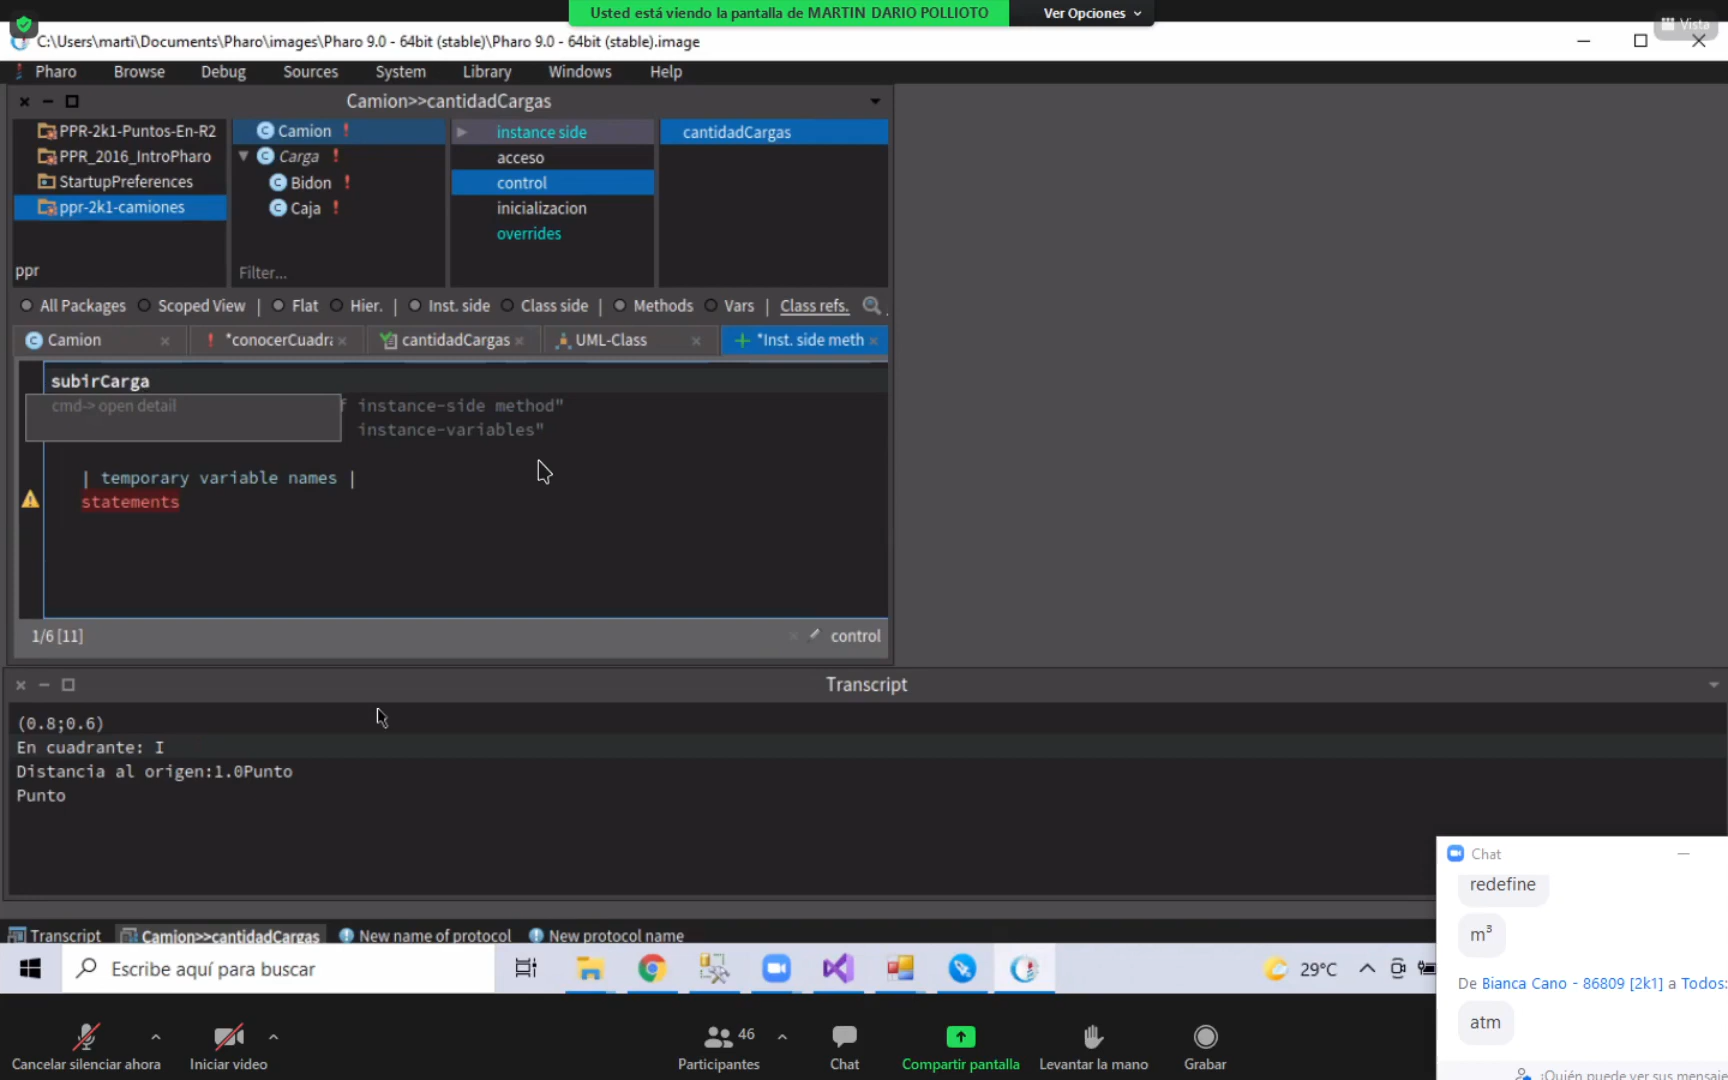 Usted está viendo la pantalla de MARTIN DARIO POLLIOTO
Ver Opciones
Vista
C:\Users\marti\Documents\Pharo\images\Pharo 9.0 - 64bit (stable)\Pharo 9.0 - 64bit (stable).image
Pharo Browse Debug Sources System Library Windows Help
Camion>>cantidadCargas
PPR-2k1-Puntos-En-R2
PPR_2016_IntroPharo
StartupPreferences
ppr-2k1-camiones
ppr
Camion
Carga
Bidon
Caja
Filter...
instance side
acceso
control
inicializacion
overrides
cantidadCargas
All Packages Scoped View | Flat Hier. | Inst. side Class side | Methods Vars | Class refs.
Camion
*conocerCuadra
cantidadCargas
UML-Class
*Inst. side meth
subirCarga
cmd-> open detail
f instance-side method"
instance-variables"
| temporary variable names |
statements
1/6 [11]
control
Transcript
(0.8;0.6)
En cuadrante: I
Distancia al origen:1.0Punto
Punto
Transcript
Camion>>cantidadCargas
New name of protocol
New protocol name
Escribe aquí para buscar
29°C
Chat
redefine
m³
De Bianca Cano - 86809 [2k1] a Todos:
atm
¿Quién puede ver sus mensaje
Cancelar silenciar ahora
Iniciar video
46
Participantes
Chat
Compartir pantalla
Levantar la mano
Grabar